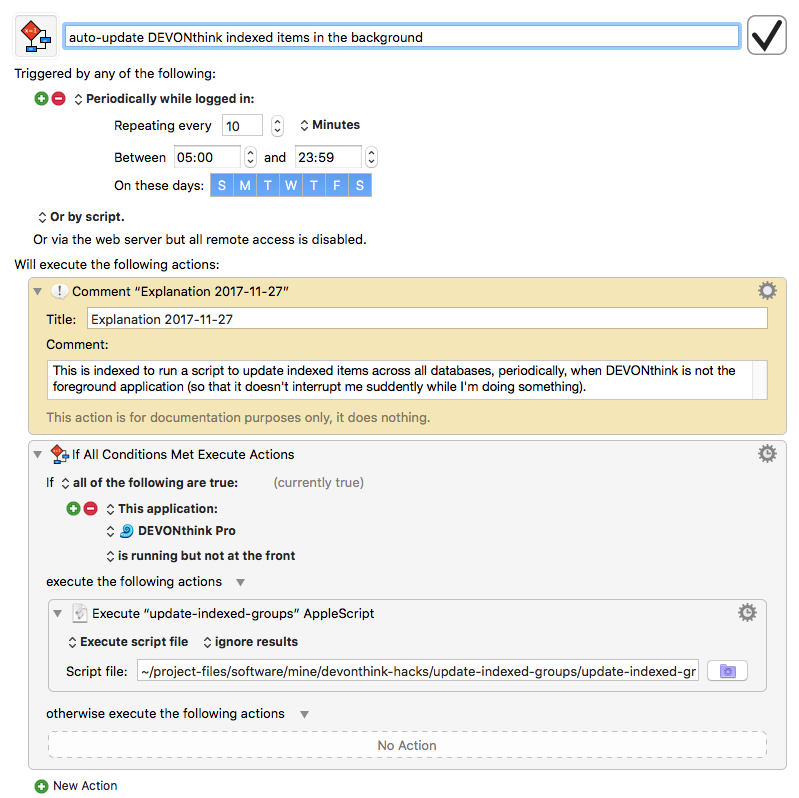 auto-update DEVONthink indexed items in the background
Triggered by any of the following:
Periodically while logged in:
Repeating every 10 Minutes
Between 05:00 and 23:59
On these days: S M T W T F S
Or by script.
Or via the web server but all remote access is disabled.
Will execute the following actions:
Comment “Explanation 2017-11-27”
Title: Explanation 2017-11-27
Comment:
This is indexed to run a script to update indexed items across all databases, periodically, when DEVONthink is not the
foreground application (so that it doesn't interrupt me suddently while I'm doing something).
This action is for documentation purposes only, it does nothing.
If All Conditions Met Execute Actions
If all of the following are true: (currently true)
This application:
DEVONthink Pro
is running but not at the front
execute the following actions
Execute “update-indexed-groups” AppleScript
Execute script file ignore results
Script file: ~/project-files/software/mine/devonthink-hacks/update-indexed-groups/update-indexed-gr
otherwise execute the following actions
No Action
New Action